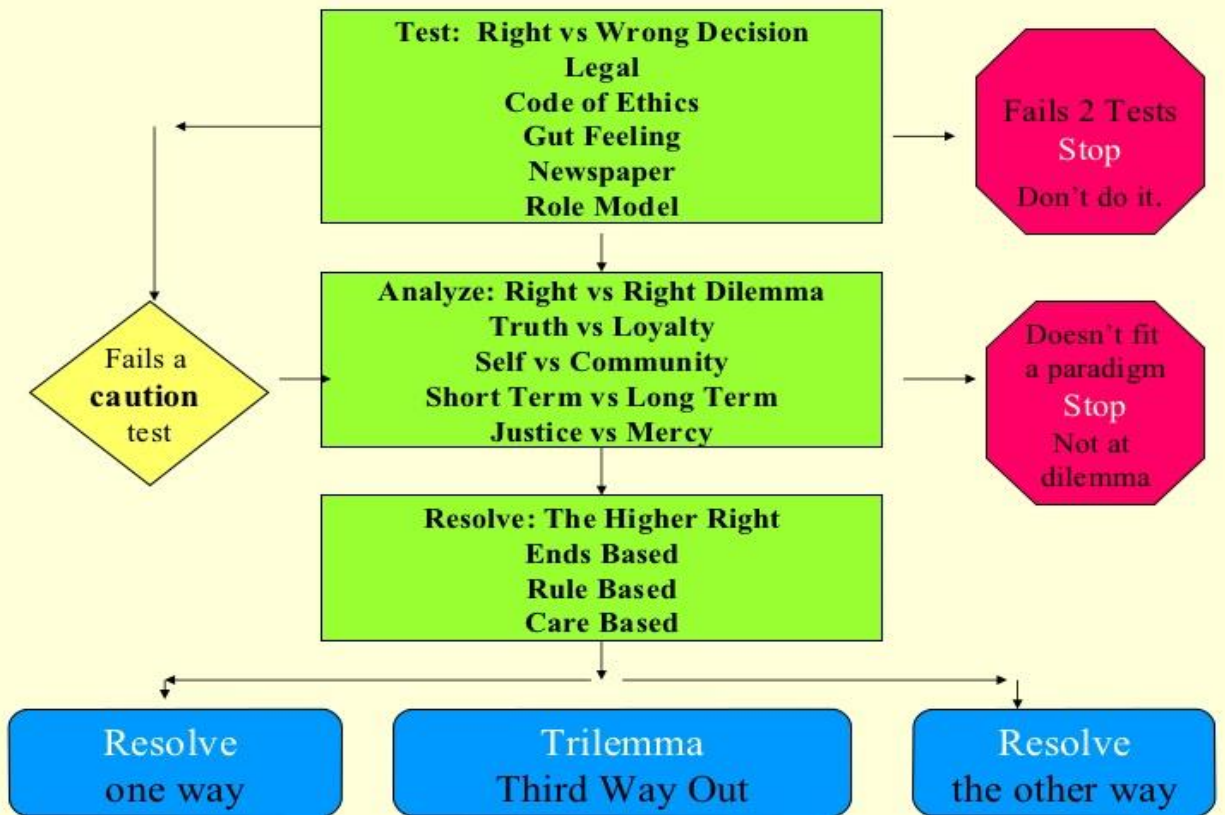 Test: Right vs Wrong Decision
Legal
Code of Ethics
Gut Feeling
Newspaper
Role Model
Fails 2 Tests
Stop
Don't do it.
Fails a
caution
test
Analyze: Right vs Right Dilemma
Truth vs Loyalty
Self vs Community
Short Term vs Long Term
Justice vs Mercy
Doesn't fit
a paradigm
Stop
Not at
dilemma
Resolve: The Higher Right
Ends Based
Rule Based
Care Based
Resolve
one way
Trilemma
Third Way Out
Resolve
the other way